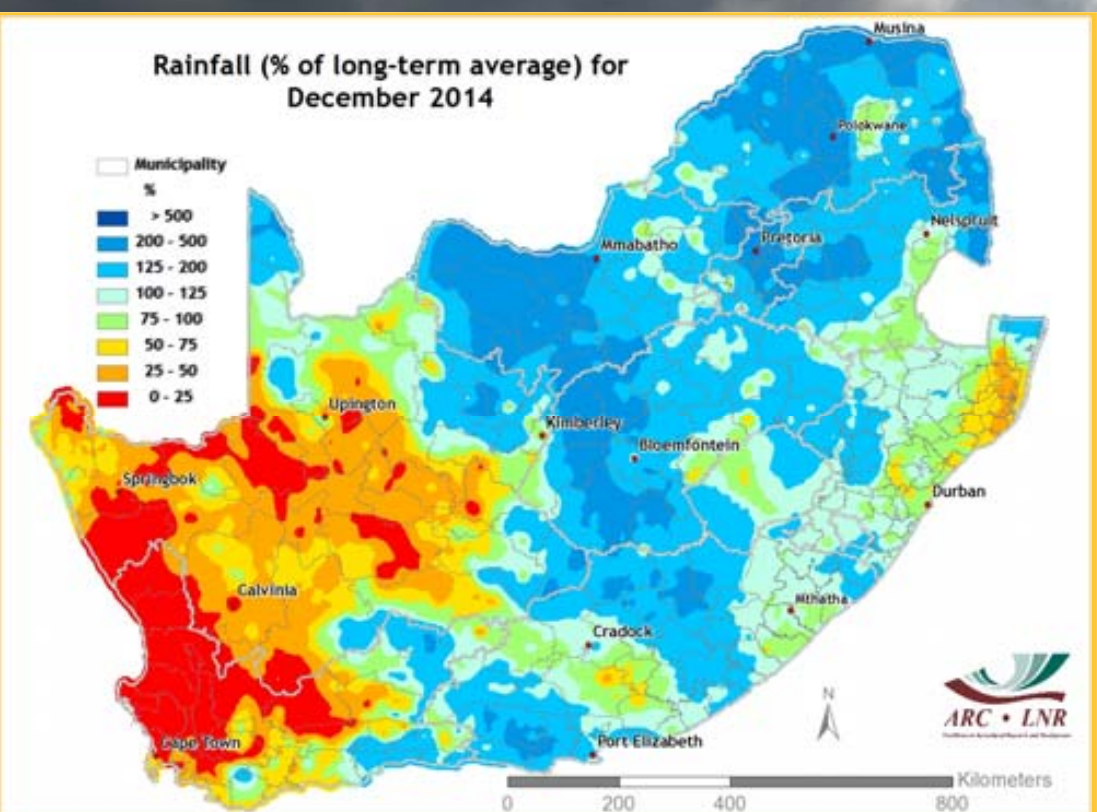 Rainfall (% of long-term average) for
December 2014
Municipality
%
> 500
200 - 500
125 - 200
100 - 125
75 - 100
50 - 75
25 - 50
0 - 25
Musina
Polokwane
Nelspruit
Mmabatho
Pretoria
Upington
Kimberley
Bloemfontein
Springbok
Durban
Calvinia
Mthatha
Cradock
Cape Town
Port Elizabeth
N
ARC • LNR
Kilometers
0 200 400 800